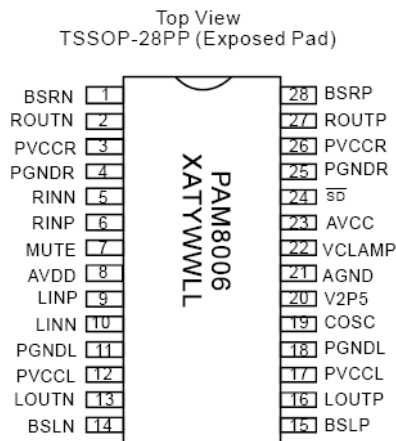 Top View
TSSOP-28PP (Exposed Pad)
BSRN 1 28 BSRP
ROUTN 2 27 ROUTP
PVCCR 3 26 PVCCR
PGNDR 4 25 PGNDR
RINN 5 24 SD
RINP 6 23 AVCC
MUTE 7 22 VCLAMP
AVDD 8 21 AGND
LINP 9 20 V2P5
LINN 10 19 COSC
PGNDL 11 18 PGNDL
PVCCL 12 17 PVCCL
LOUTN 13 16 LOUTP
BSLN 14 15 BSLP
PAM8006
XATYWWLL